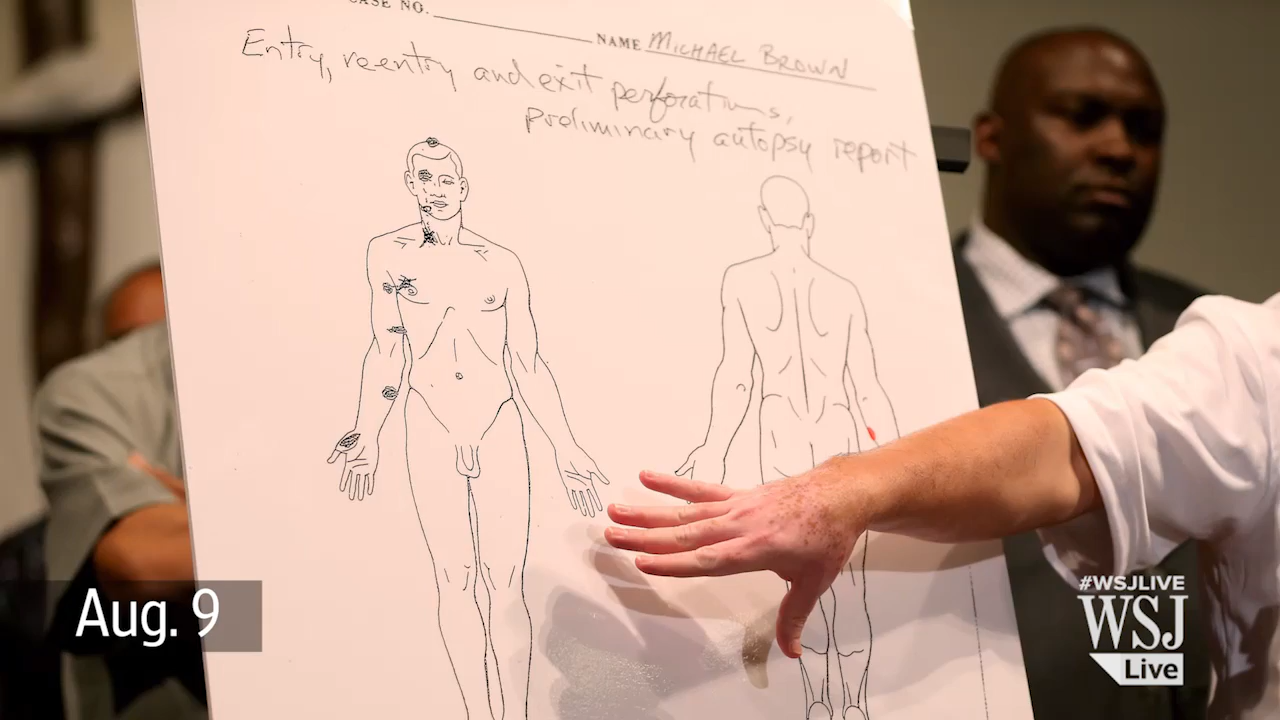 CASE NO.
NAME MICHAEL BROWN
Entry, reentry and exit perforations,
preliminary autopsy report
Aug. 9
#WSJLIVE
WSJ
Live